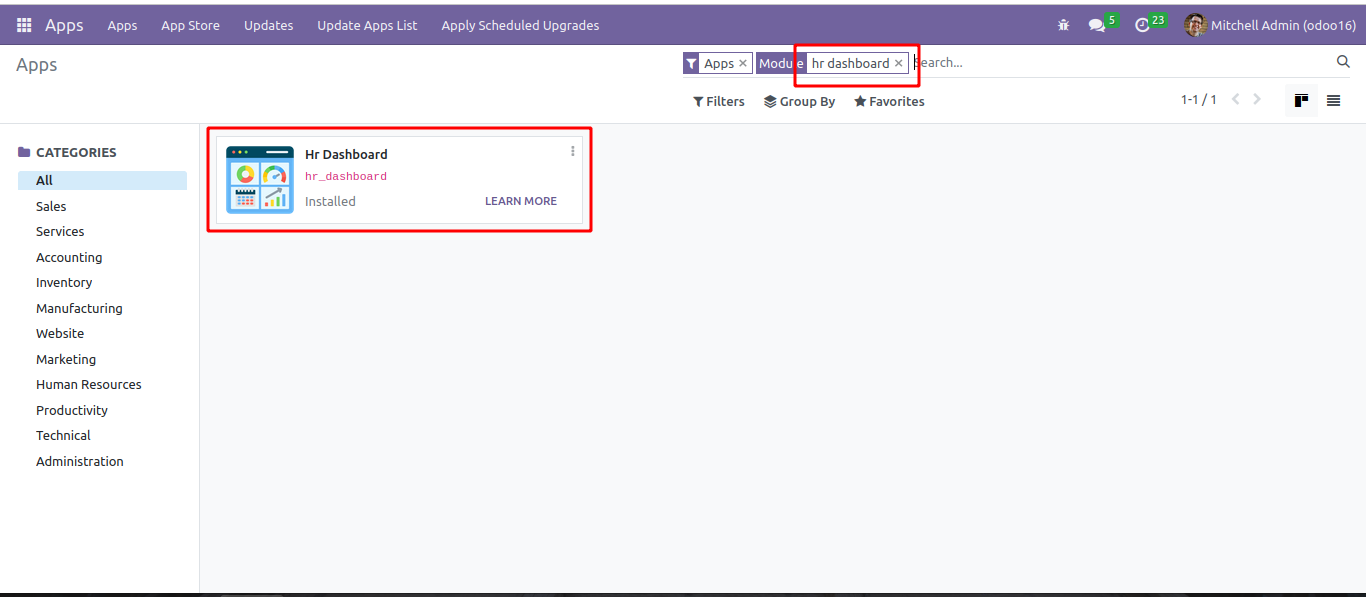 Apps Apps App Store Updates Update Apps List Apply Scheduled Upgrades 5 23 Mitchell Admin (odoo16)
Apps Apps × Module hr dashboard × Search...
Filters Group By Favorites 1-1 / 1
CATEGORIES
All
Sales
Services
Accounting
Inventory
Manufacturing
Website
Marketing
Human Resources
Productivity
Technical
Administration
Hr Dashboard
hr_dashboard
Installed LEARN MORE